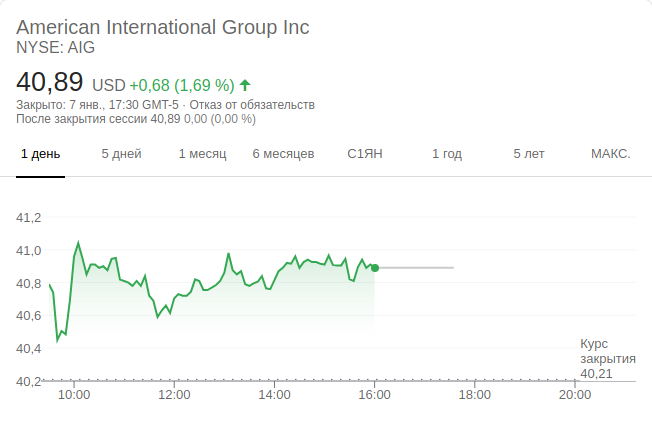 American International Group Inc
NYSE: AIG
40,89 USD +0,68 (1,69 %)
Закрыто: 7 янв., 17:30 GMT-5 · Отказ от обязательств
После закрытия сессии 40,89 0,00 (0,00 %)
1 день 5 дней 1 месяц 6 месяцев С1ЯН 1 год 5 лет МАКС.
41,2
41,0
40,8
40,6
40,4
Курс
закрытия
40,21
40,2
10:00 12:00 14:00 16:00 18:00 20:00